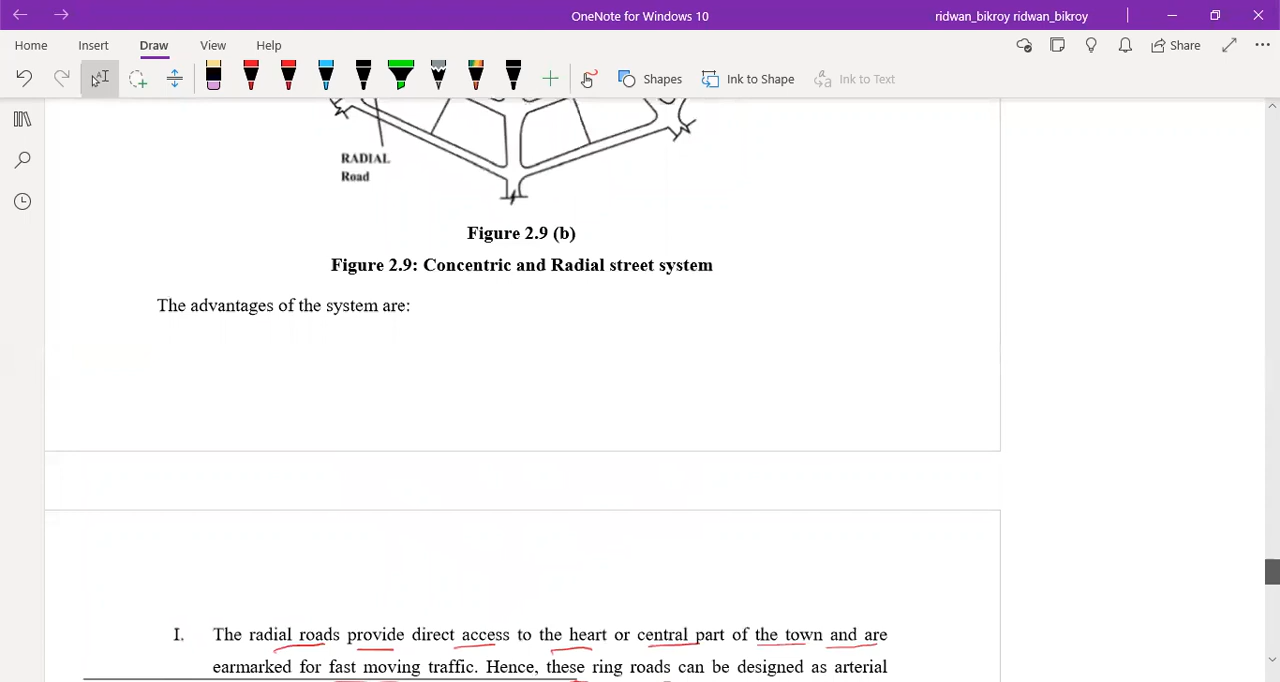 OneNote for Windows 10
ridwan_bikroy ridwan_bikroy
Home Insert Draw View Help
Share
Shapes
Ink to Shape
Ink to Text
RADIAL
Road
Figure 2.9 (b)
Figure 2.9: Concentric and Radial street system
The advantages of the system are:
I. The radial roads provide direct access to the heart or central part of the town and are
earmarked for fast moving traffic. Hence, these ring roads can be designed as arterial